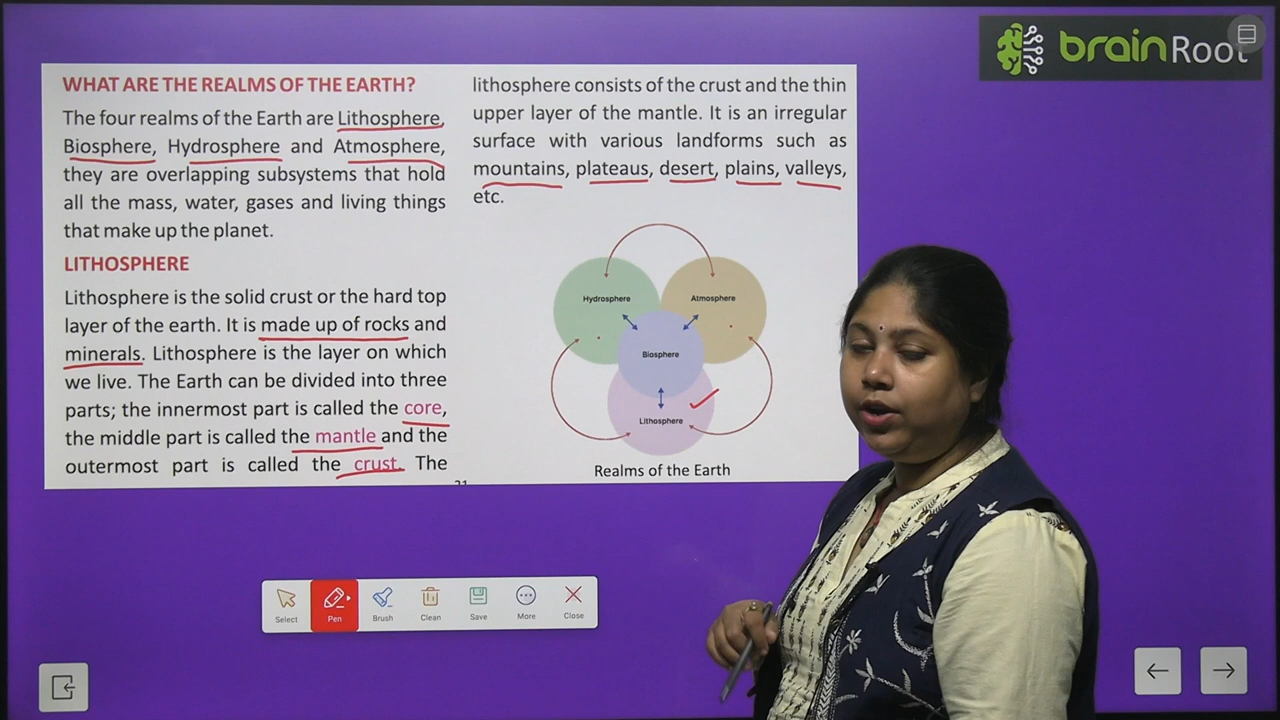 WHAT ARE THE REALMS OF THE EARTH?
The four realms of the Earth are Lithosphere,
Biosphere, Hydrosphere and Atmosphere,
they are overlapping subsystems that hold
all the mass, water, gases and living things
that make up the planet.
LITHOSPHERE
Lithosphere is the solid crust or the hard top
layer of the earth. It is made up of rocks and
minerals. Lithosphere is the layer on which
we live. The Earth can be divided into three
parts; the innermost part is called the core,
the middle part is called the mantle and the
outermost part is called the crust. The
21
lithosphere consists of the crust and the thin
upper layer of the mantle. It is an irregular
surface with various landforms such as
mountains, plateaus, desert, plains, valleys,
etc.
Hydrosphere
Atmosphere
Biosphere
Lithosphere
Realms of the Earth
brainRoot
Select
Pen
Brush
Clean
Save
More
Close